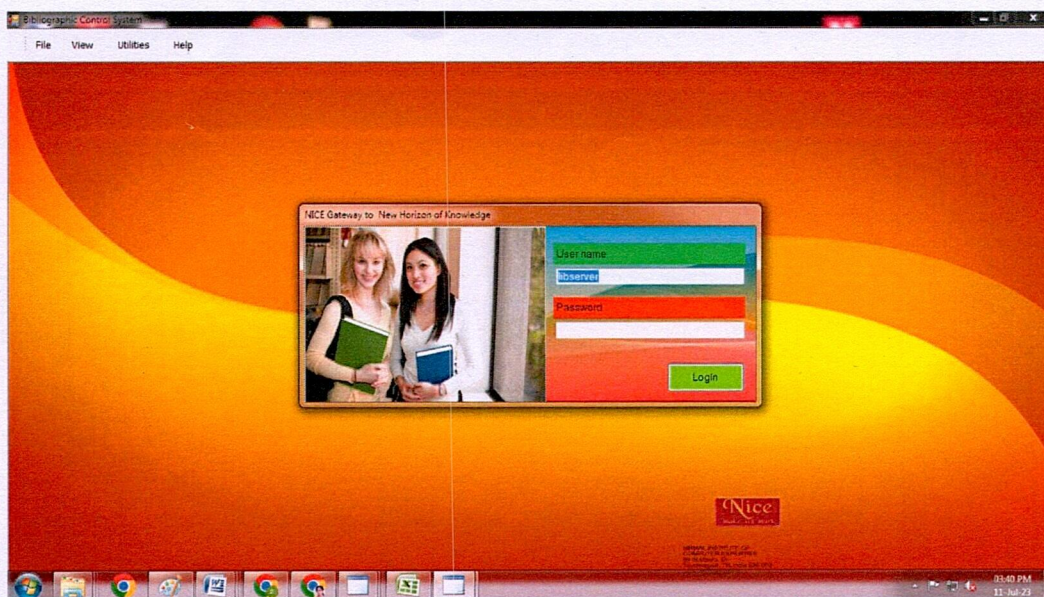 Bibliographic Control System
File View Utilities Help
NICE Gateway to New Horizon of Knowledge
User name
libserver
Password
Login
Nice
03:40 PM
11-Jul-23